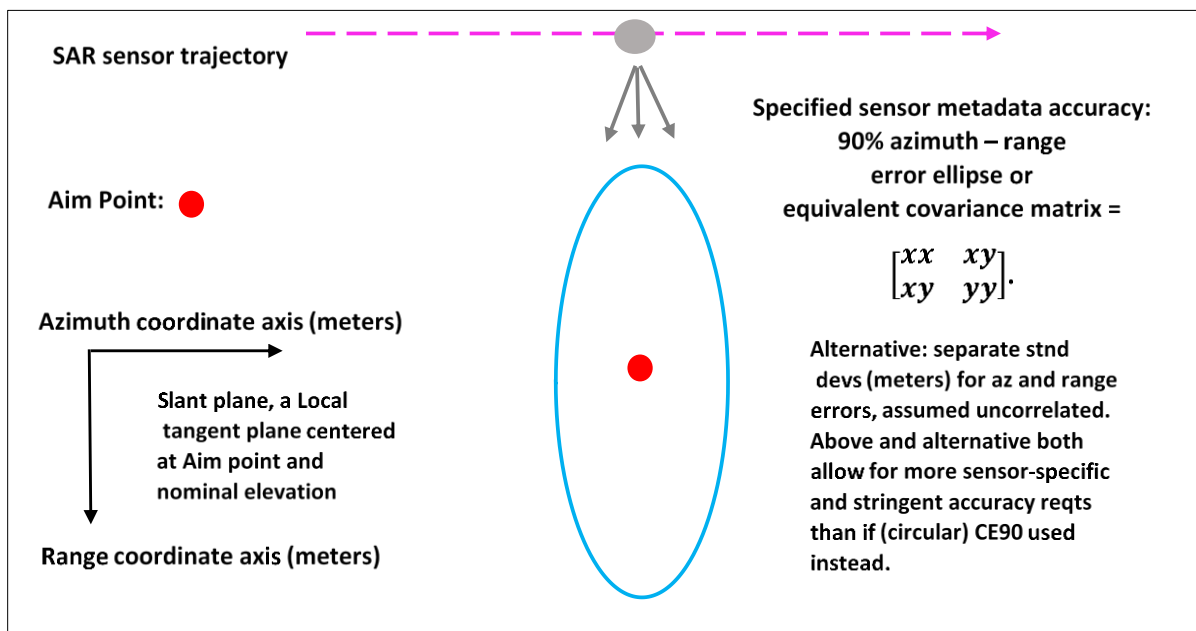 SAR sensor trajectory
Specified sensor metadata accuracy:
90% azimuth – range
error ellipse or
equivalent covariance matrix =
[xx xy
xy yy].
Aim Point:
Azimuth coordinate axis (meters)
Slant plane, a Local
tangent plane centered
at Aim point and
nominal elevation
Range coordinate axis (meters)
Alternative: separate stnd
devs (meters) for az and range
errors, assumed uncorrelated.
Above and alternative both
allow for more sensor-specific
and stringent accuracy reqts
than if (circular) CE90 used
instead.